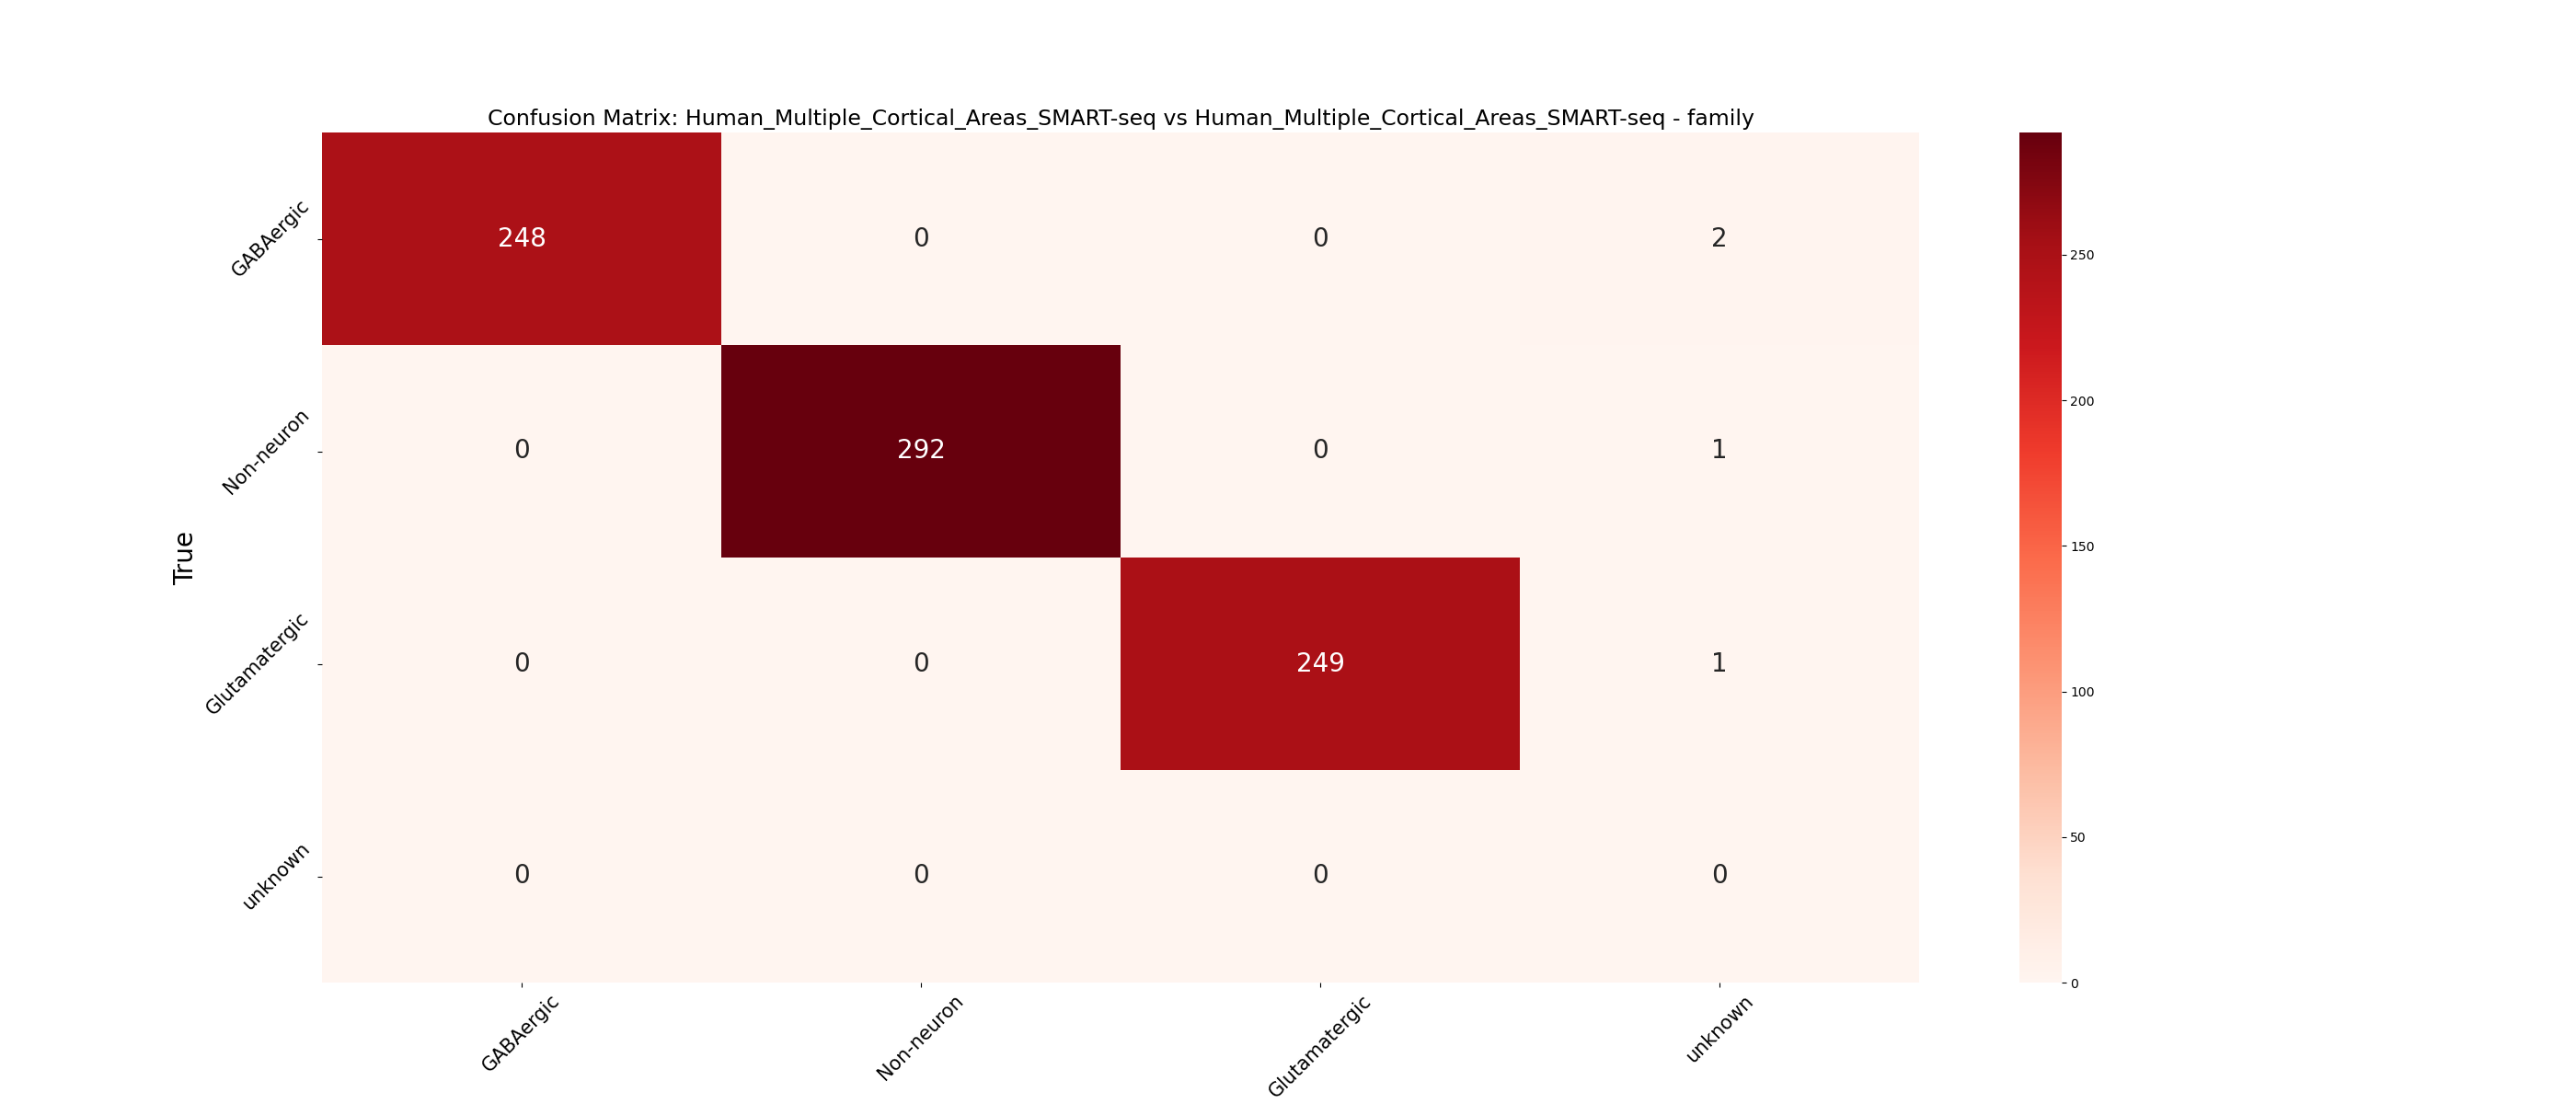 Confusion Matrix: Human_Multiple_Cortical_Areas_SMART-seq vs Human_Multiple_Cortical_Areas_SMART-seq - family
GABAergic 248 0 0 2
Non-neuron 0 292 0 1
Glutamatergic 0 0 249 1
unknown 0 0 0 0
True
GABAergic Non-neuron Glutamatergic unknown
250
200
150
100
50
0